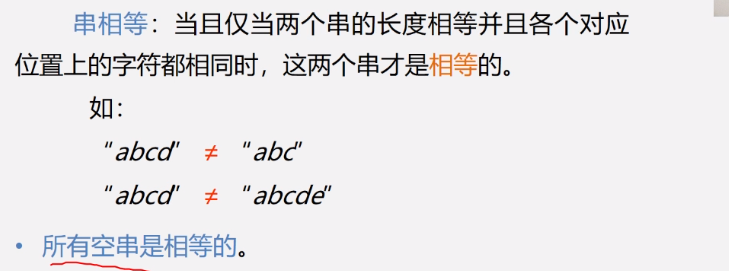 串相等：当且仅当两个串的长度相等并且各个对应
位置上的字符都相同时，这两个串才是相等的。
如：
“abcd” ≠ “abc”
“abcd” ≠ “abcde”
• 所有空串是相等的。